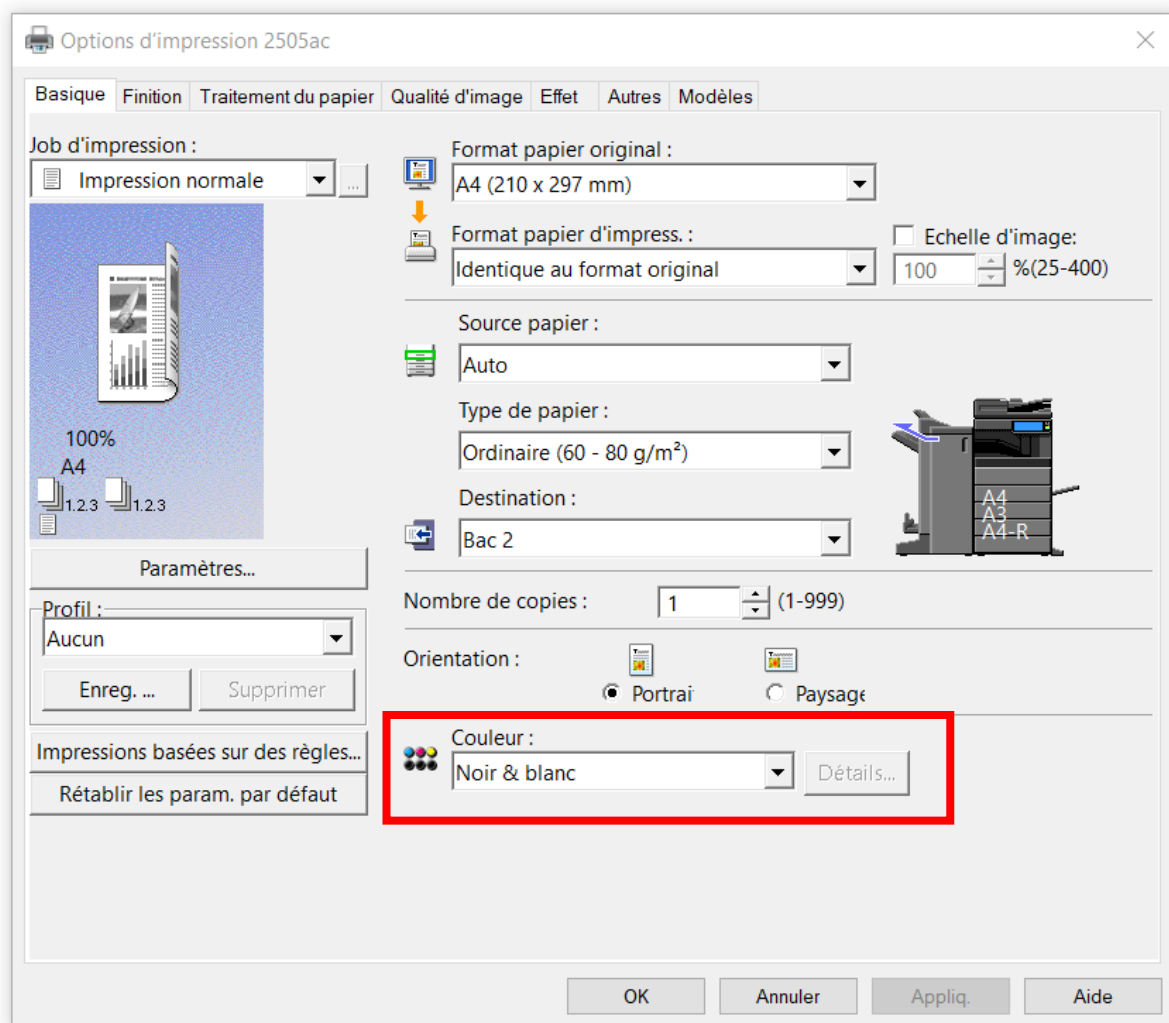 Options d'impression 2505ac
Basique Finition Traitement du papier Qualité d'image Effet Autres Modèles
Job d'impression :
Impression normale
...
100%
A4
1.2.3 1.2.3
Paramètres...
Profil :
Aucun
Enreg. ... Supprimer
Impressions basées sur des règles...
Rétablir les param. par défaut
Format papier original :
A4 (210 x 297 mm)
Format papier d'impress. :
Identique au format original
Echelle d'image:
100 %(25-400)
Source papier :
Auto
Type de papier :
Ordinaire (60 - 80 g/m²)
Destination :
Bac 2
A4
A3
A4-R
Nombre de copies : 1 (1-999)
Orientation :
Portrai Paysage
Couleur :
Noir & blanc Détails...
OK Annuler Appliq. Aide